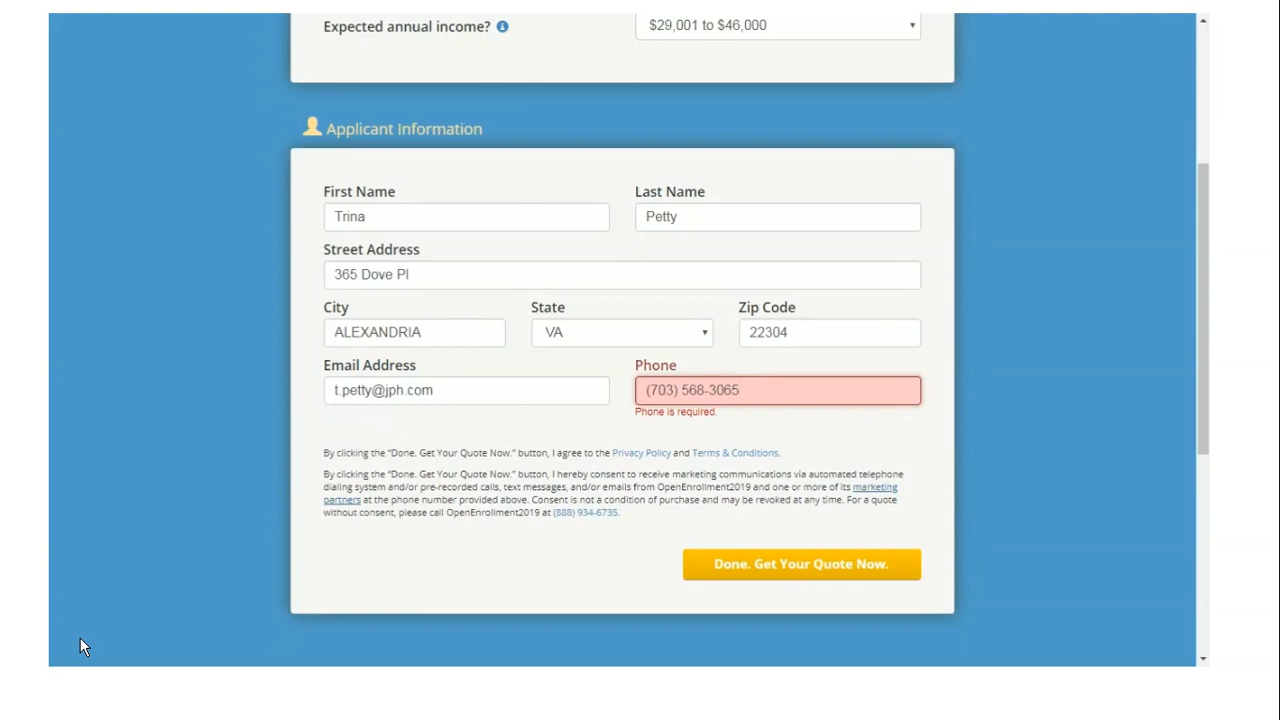 Expected annual income?
$29,001 to $46,000
Applicant Information
First Name
Last Name
Trina
Petty
Street Address
365 Dove Pl
City
State
Zip Code
ALEXANDRIA
VA
22304
Email Address
Phone
t.petty@jph.com
(703) 568-3065
Phone is required.
By clicking the "Done. Get Your Quote Now." button, I agree to the Privacy Policy and Terms & Conditions.
By clicking the "Done. Get Your Quote Now." button, I hereby consent to receive marketing communications via automated telephone
dialing system and/or pre-recorded calls, text messages, and/or emails from OpenEnrollment2019 and one or more of its marketing
partners at the phone number provided above. Consent is not a condition of purchase and may be revoked at any time. For a quote
without consent, please call OpenEnrollment2019 at (888) 934-6735.
Done. Get Your Quote Now.